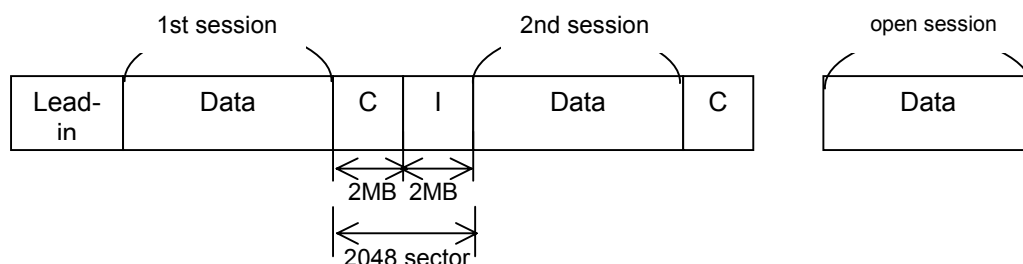 1st session
2nd session
open session
Lead-in
Data
C
I
Data
C
Data
2MB
2MB
2048 sector